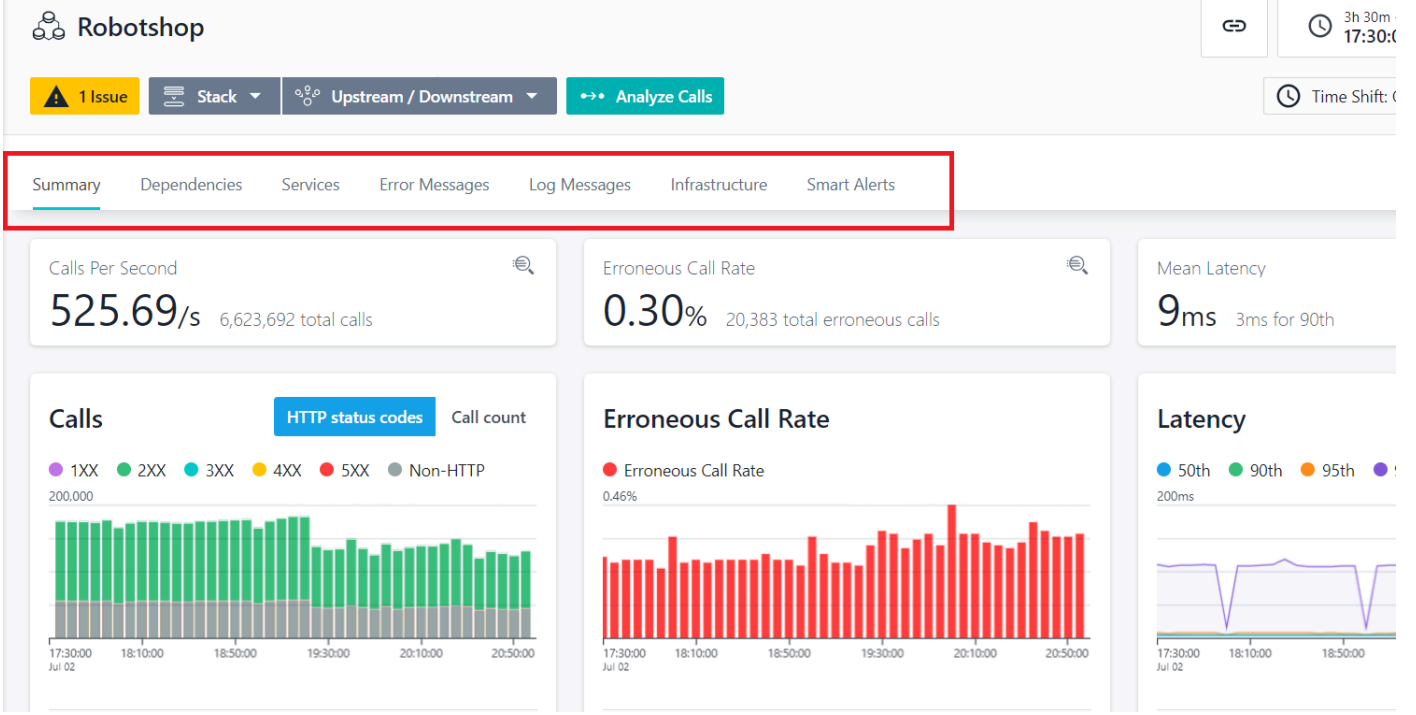 Robotshop
3h 30m
17:30:0
1 Issue
Stack
Upstream / Downstream
Analyze Calls
Time Shift:
Summary
Dependencies
Services
Error Messages
Log Messages
Infrastructure
Smart Alerts
Calls Per Second
525.69/s 6,623,692 total calls
Erroneous Call Rate
0.30% 20,383 total erroneous calls
Mean Latency
9ms 3ms for 90th
Calls
HTTP status codes
Call count
1XX 2XX 3XX 4XX 5XX Non-HTTP
200,000
17:30:00 18:10:00 18:50:00 19:30:00 20:10:00 20:50:00
Jul 02
Erroneous Call Rate
Erroneous Call Rate
0.46%
17:30:00 18:10:00 18:50:00 19:30:00 20:10:00 20:50:00
Jul 02
Latency
50th 90th 95th
200ms
17:30:00 18:10:00 18:50:00
Jul 02